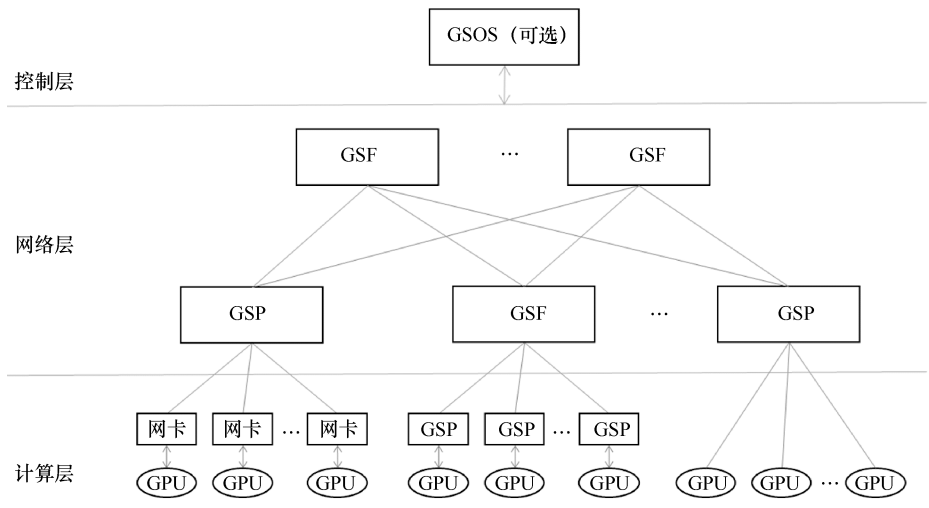 GSOS（可选）
控制层
GSF … GSF
网络层
GSP GSF … GSP
网卡 网卡 … 网卡 GSP GSP … GSP
计算层
GPU GPU GPU GPU GPU GPU GPU GPU … GPU